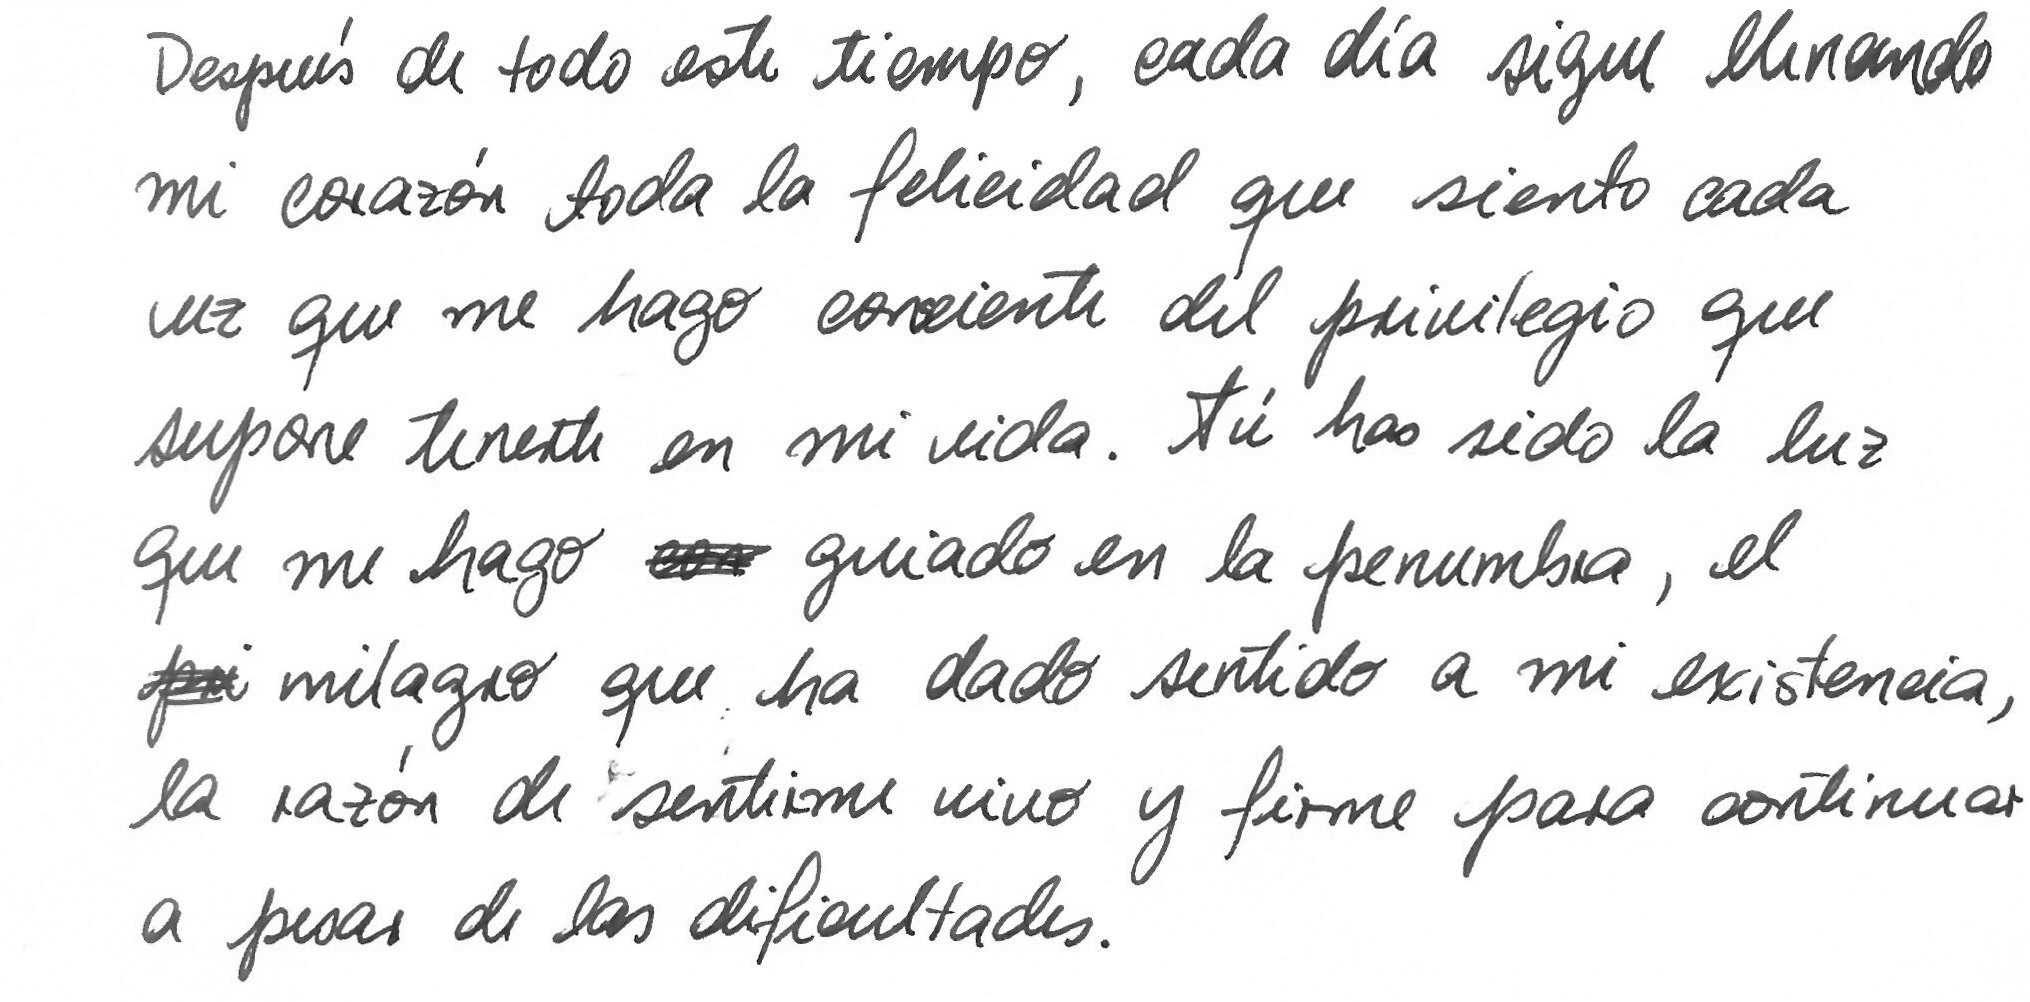 Después de todo este tiempo, cada día sigue llenando
mi corazón toda la felicidad que siento cada
vez que me hago consciente del privilegio que
supone tenerte en mi vida. Tú has sido la luz
que me hago guiado en la penumbra, el
milagro que ha dado sentido a mi existencia,
la razón de sentirme vivo y firme para continuar
a pesar de las dificultades.